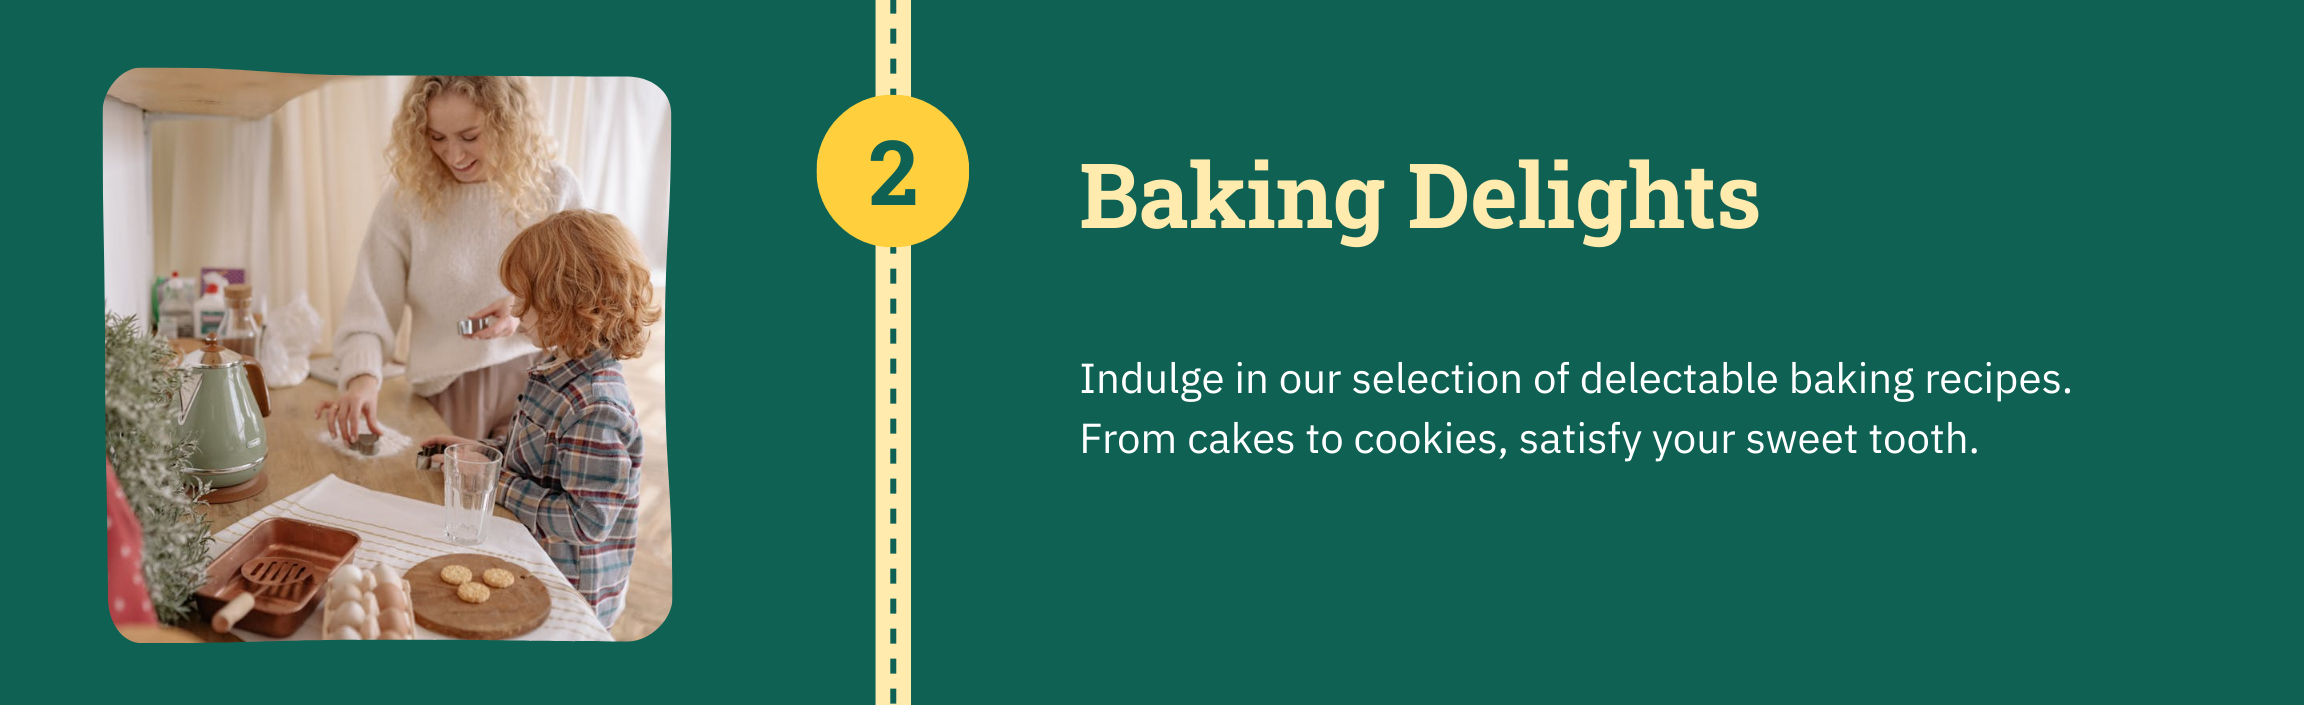 2
Baking Delights
Indulge in our selection of delectable baking recipes.
From cakes to cookies, satisfy your sweet tooth.